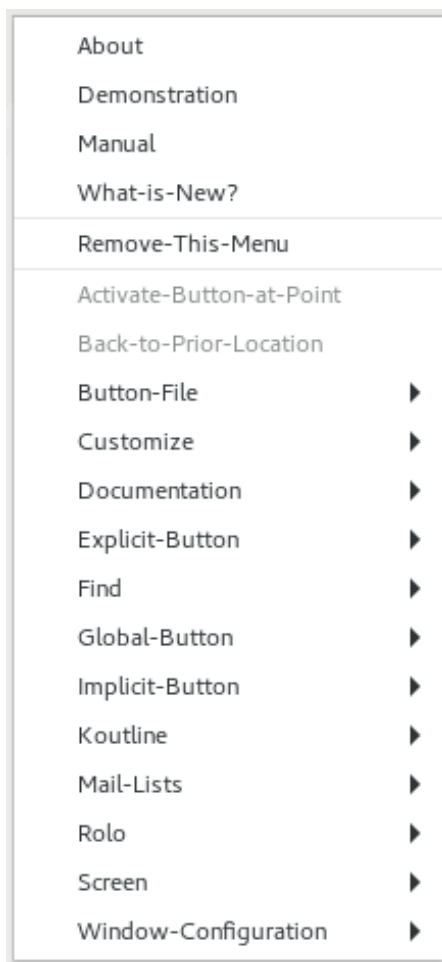 About
Demonstration
Manual
What-is-New?
Remove-This-Menu
Activate-Button-at-Point
Back-to-Prior-Location
Button-File
Customize
Documentation
Explicit-Button
Find
Global-Button
Implicit-Button
Koutline
Mail-Lists
Rolo
Screen
Window-Configuration